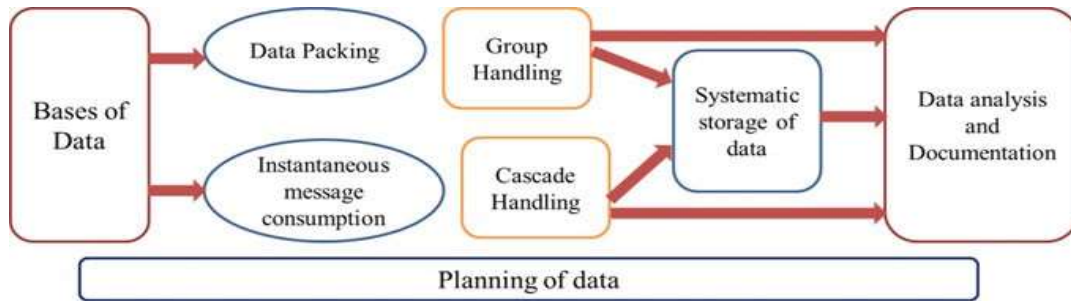 Bases of
Data
Data Packing
Instantaneous
message
consumption
Group
Handling
Cascade
Handling
Systematic
storage of
data
Data analysis
and
Documentation
Planning of data